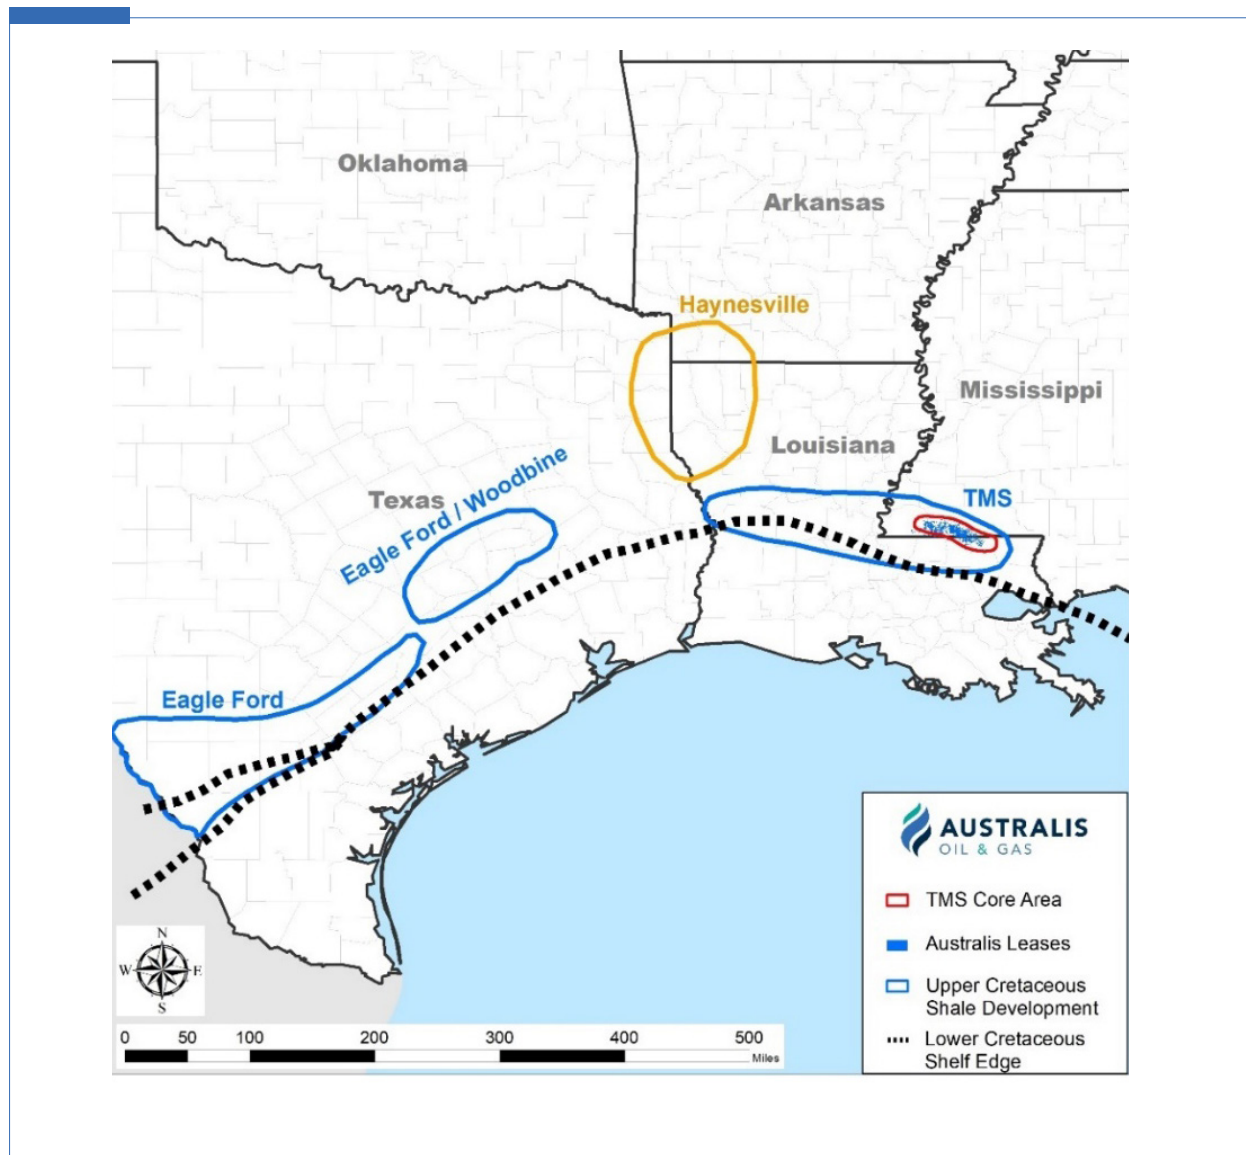 Oklahoma
Arkansas
Haynesville
Mississippi
Louisiana
Texas
Eagle Ford / Woodbine
TMS
Eagle Ford
AUSTRALIS
OIL & GAS
TMS Core Area
Australis Leases
Upper Cretaceous
Shale Development
Lower Cretaceous
Shelf Edge
N
W E
S
0 50 100 200 300 400 500
Miles